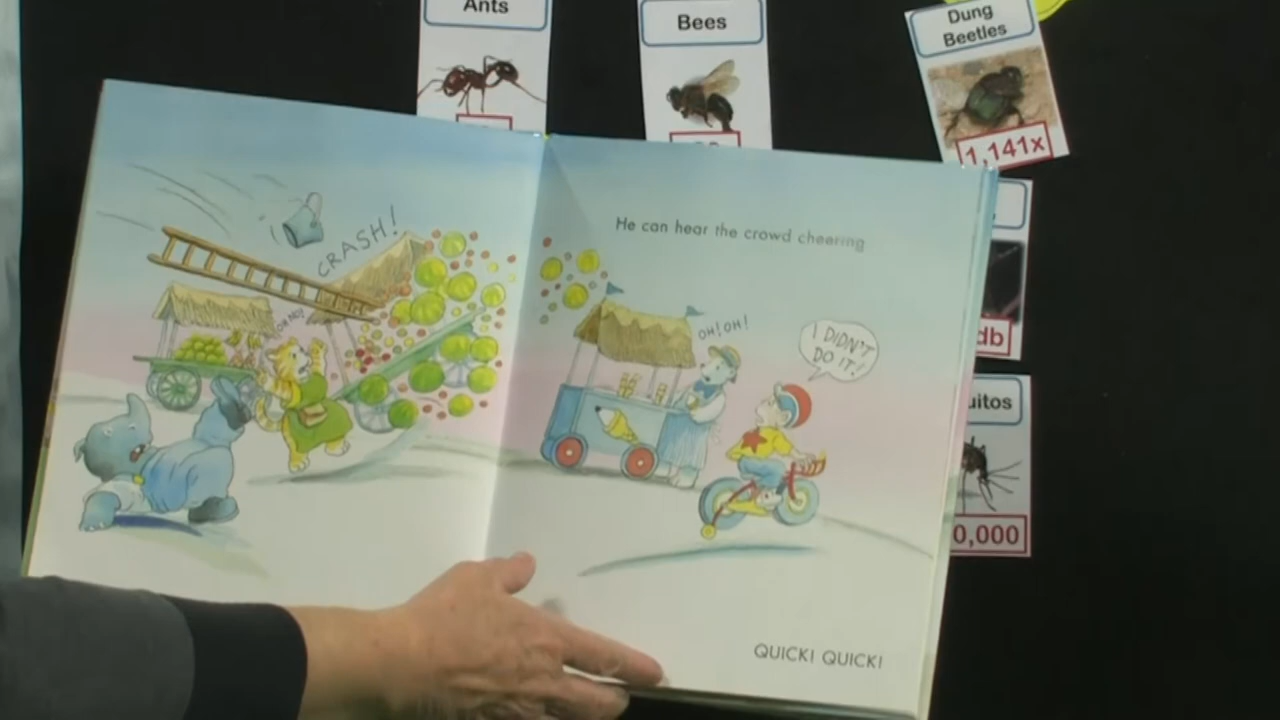 Ants
Bees
Dung
Beetles
1,141x
db
uitos
0,000
CRASH!
OH NO!
He can hear the crowd cheering
OH! OH!
I DIDN'T
DO IT!
QUICK! QUICK!